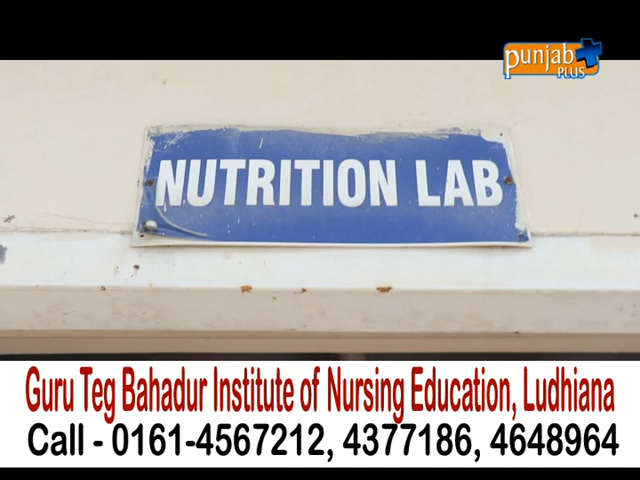 punjab
PLUS
NUTRITION LAB
Guru Teg Bahadur Institute of Nursing Education, Ludhiana
Call - 0161-4567212, 4377186, 4648964